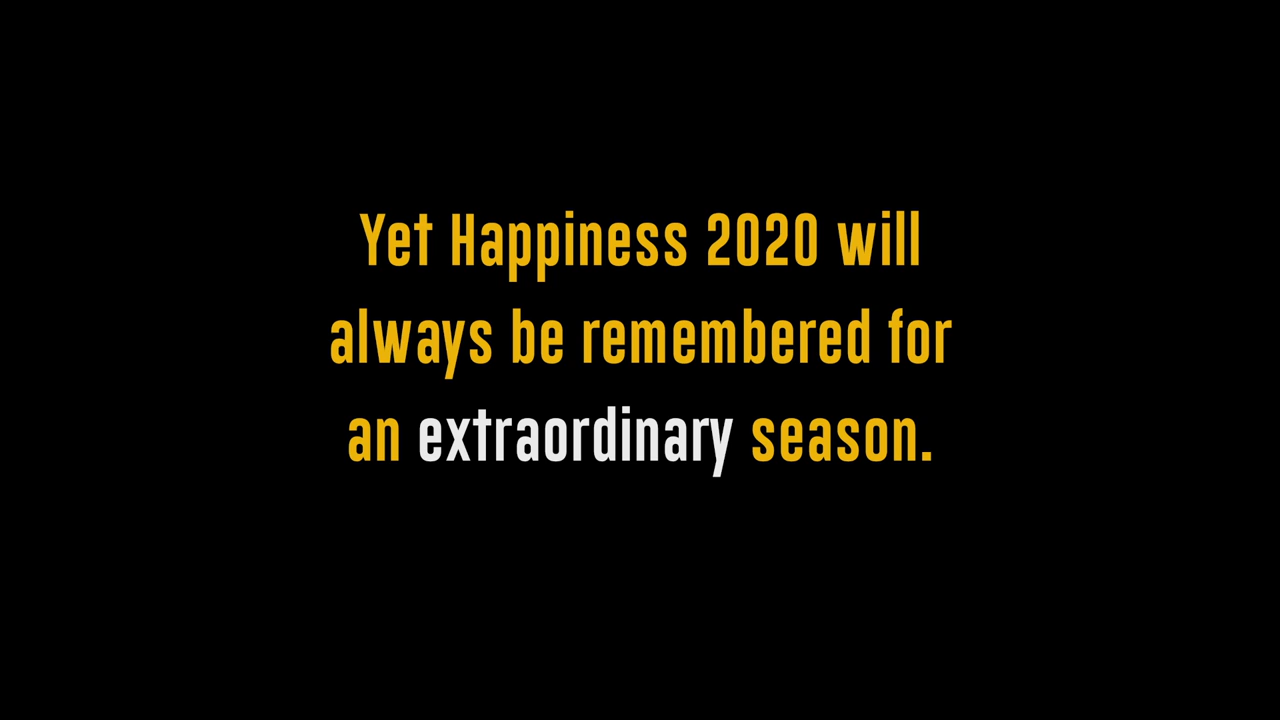 Yet Happiness 2020 will
always be remembered for
an extraordinary season.